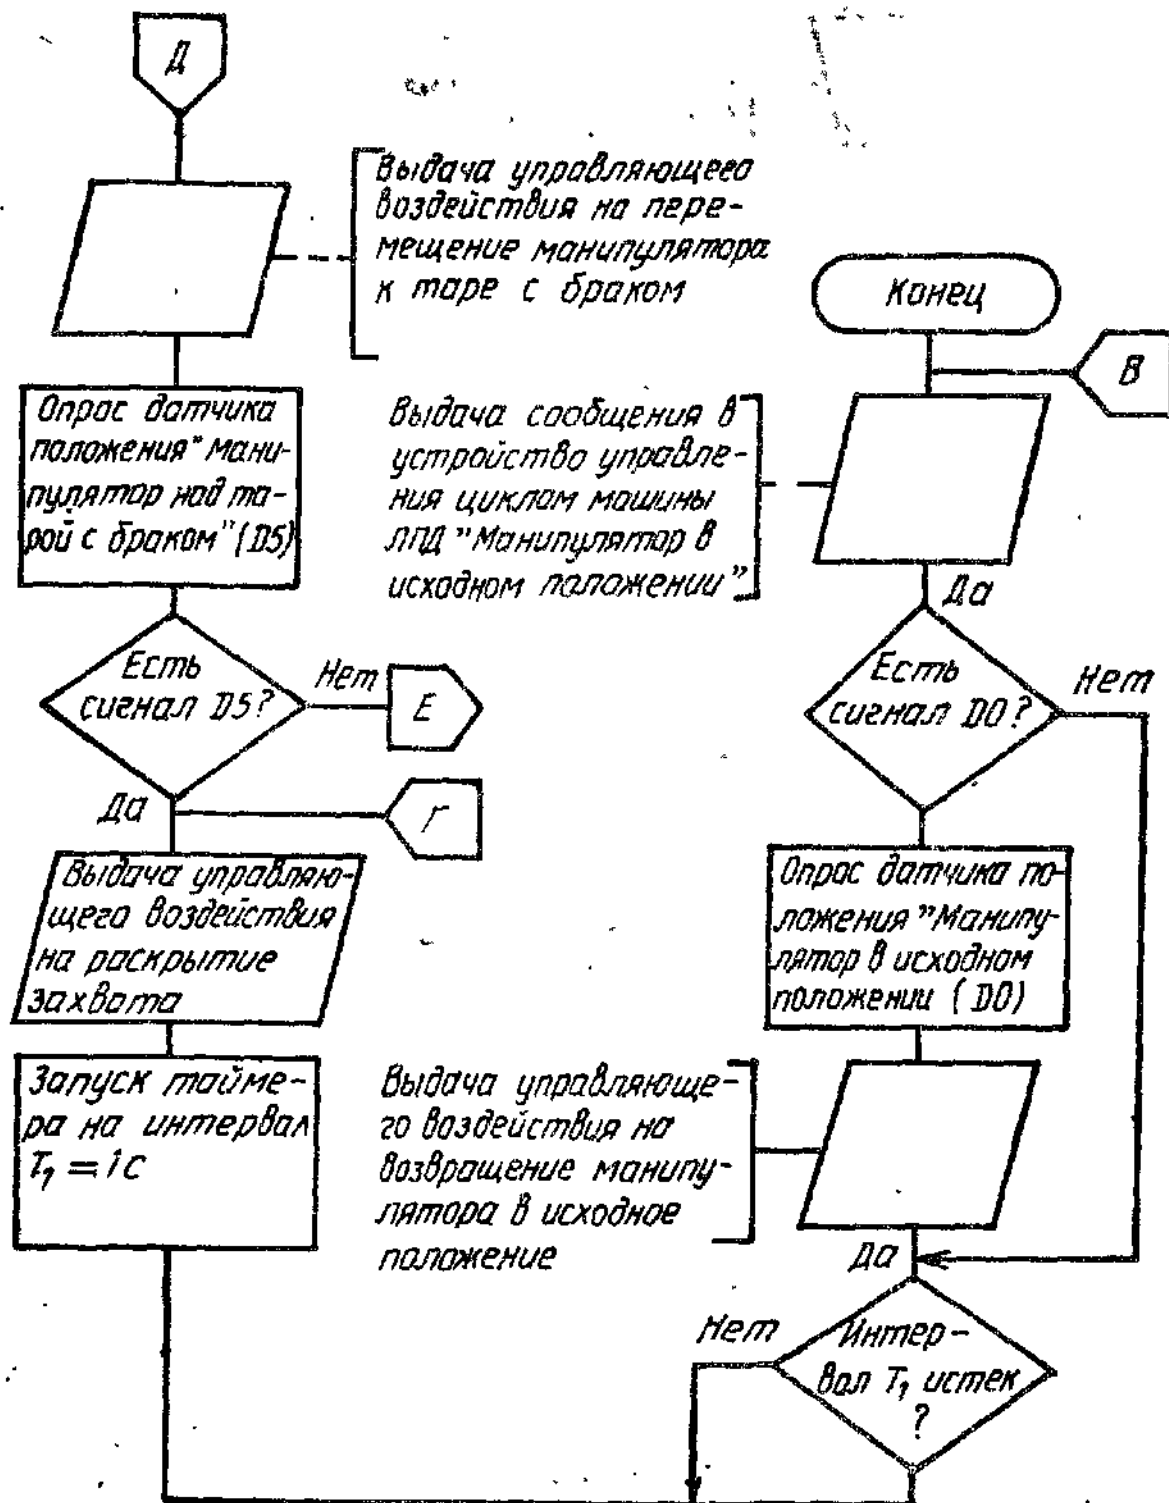 Д
Выдача управляющего
воздействия на пере-
мещение манипулятора
к таре с браком
Опрос датчика
положения "Мани-
пулятор над та-
рой с браком" (D5)
Есть
сигнал D5?
Нет
Е
Да
Г
Выдача управляю-
щего воздействия
на раскрытие
захвата
Запуск тайме-
ра на интервал
T₁ = 1с
Конец
В
Выдача сообщения в
устройство управле-
ния циклом машины
ЛПД "Манипулятор в
исходном положении"
Да
Есть
сигнал D0?
Нет
Опрос датчика по-
ложения "Манипу-
лятор в исходном
положении (D0)
Выдача управляюще-
го воздействия на
возвращение манипу-
лятора в исходное
положение
Да
Нет
Интер-
вал T₁ истек
?